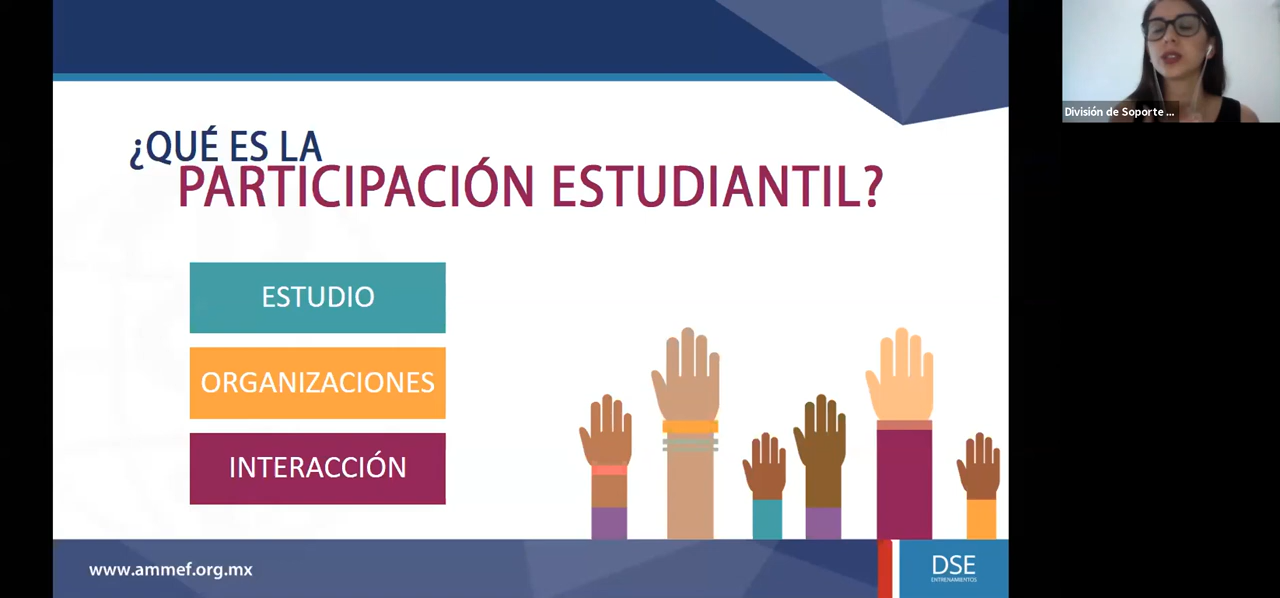 ¿QUÉ ES LA
PARTICIPACIÓN ESTUDIANTIL?
ESTUDIO
ORGANIZACIONES
INTERACCIÓN
www.ammef.org.mx
DSE
ENTRENAMIENTOS
División de Soporte ...